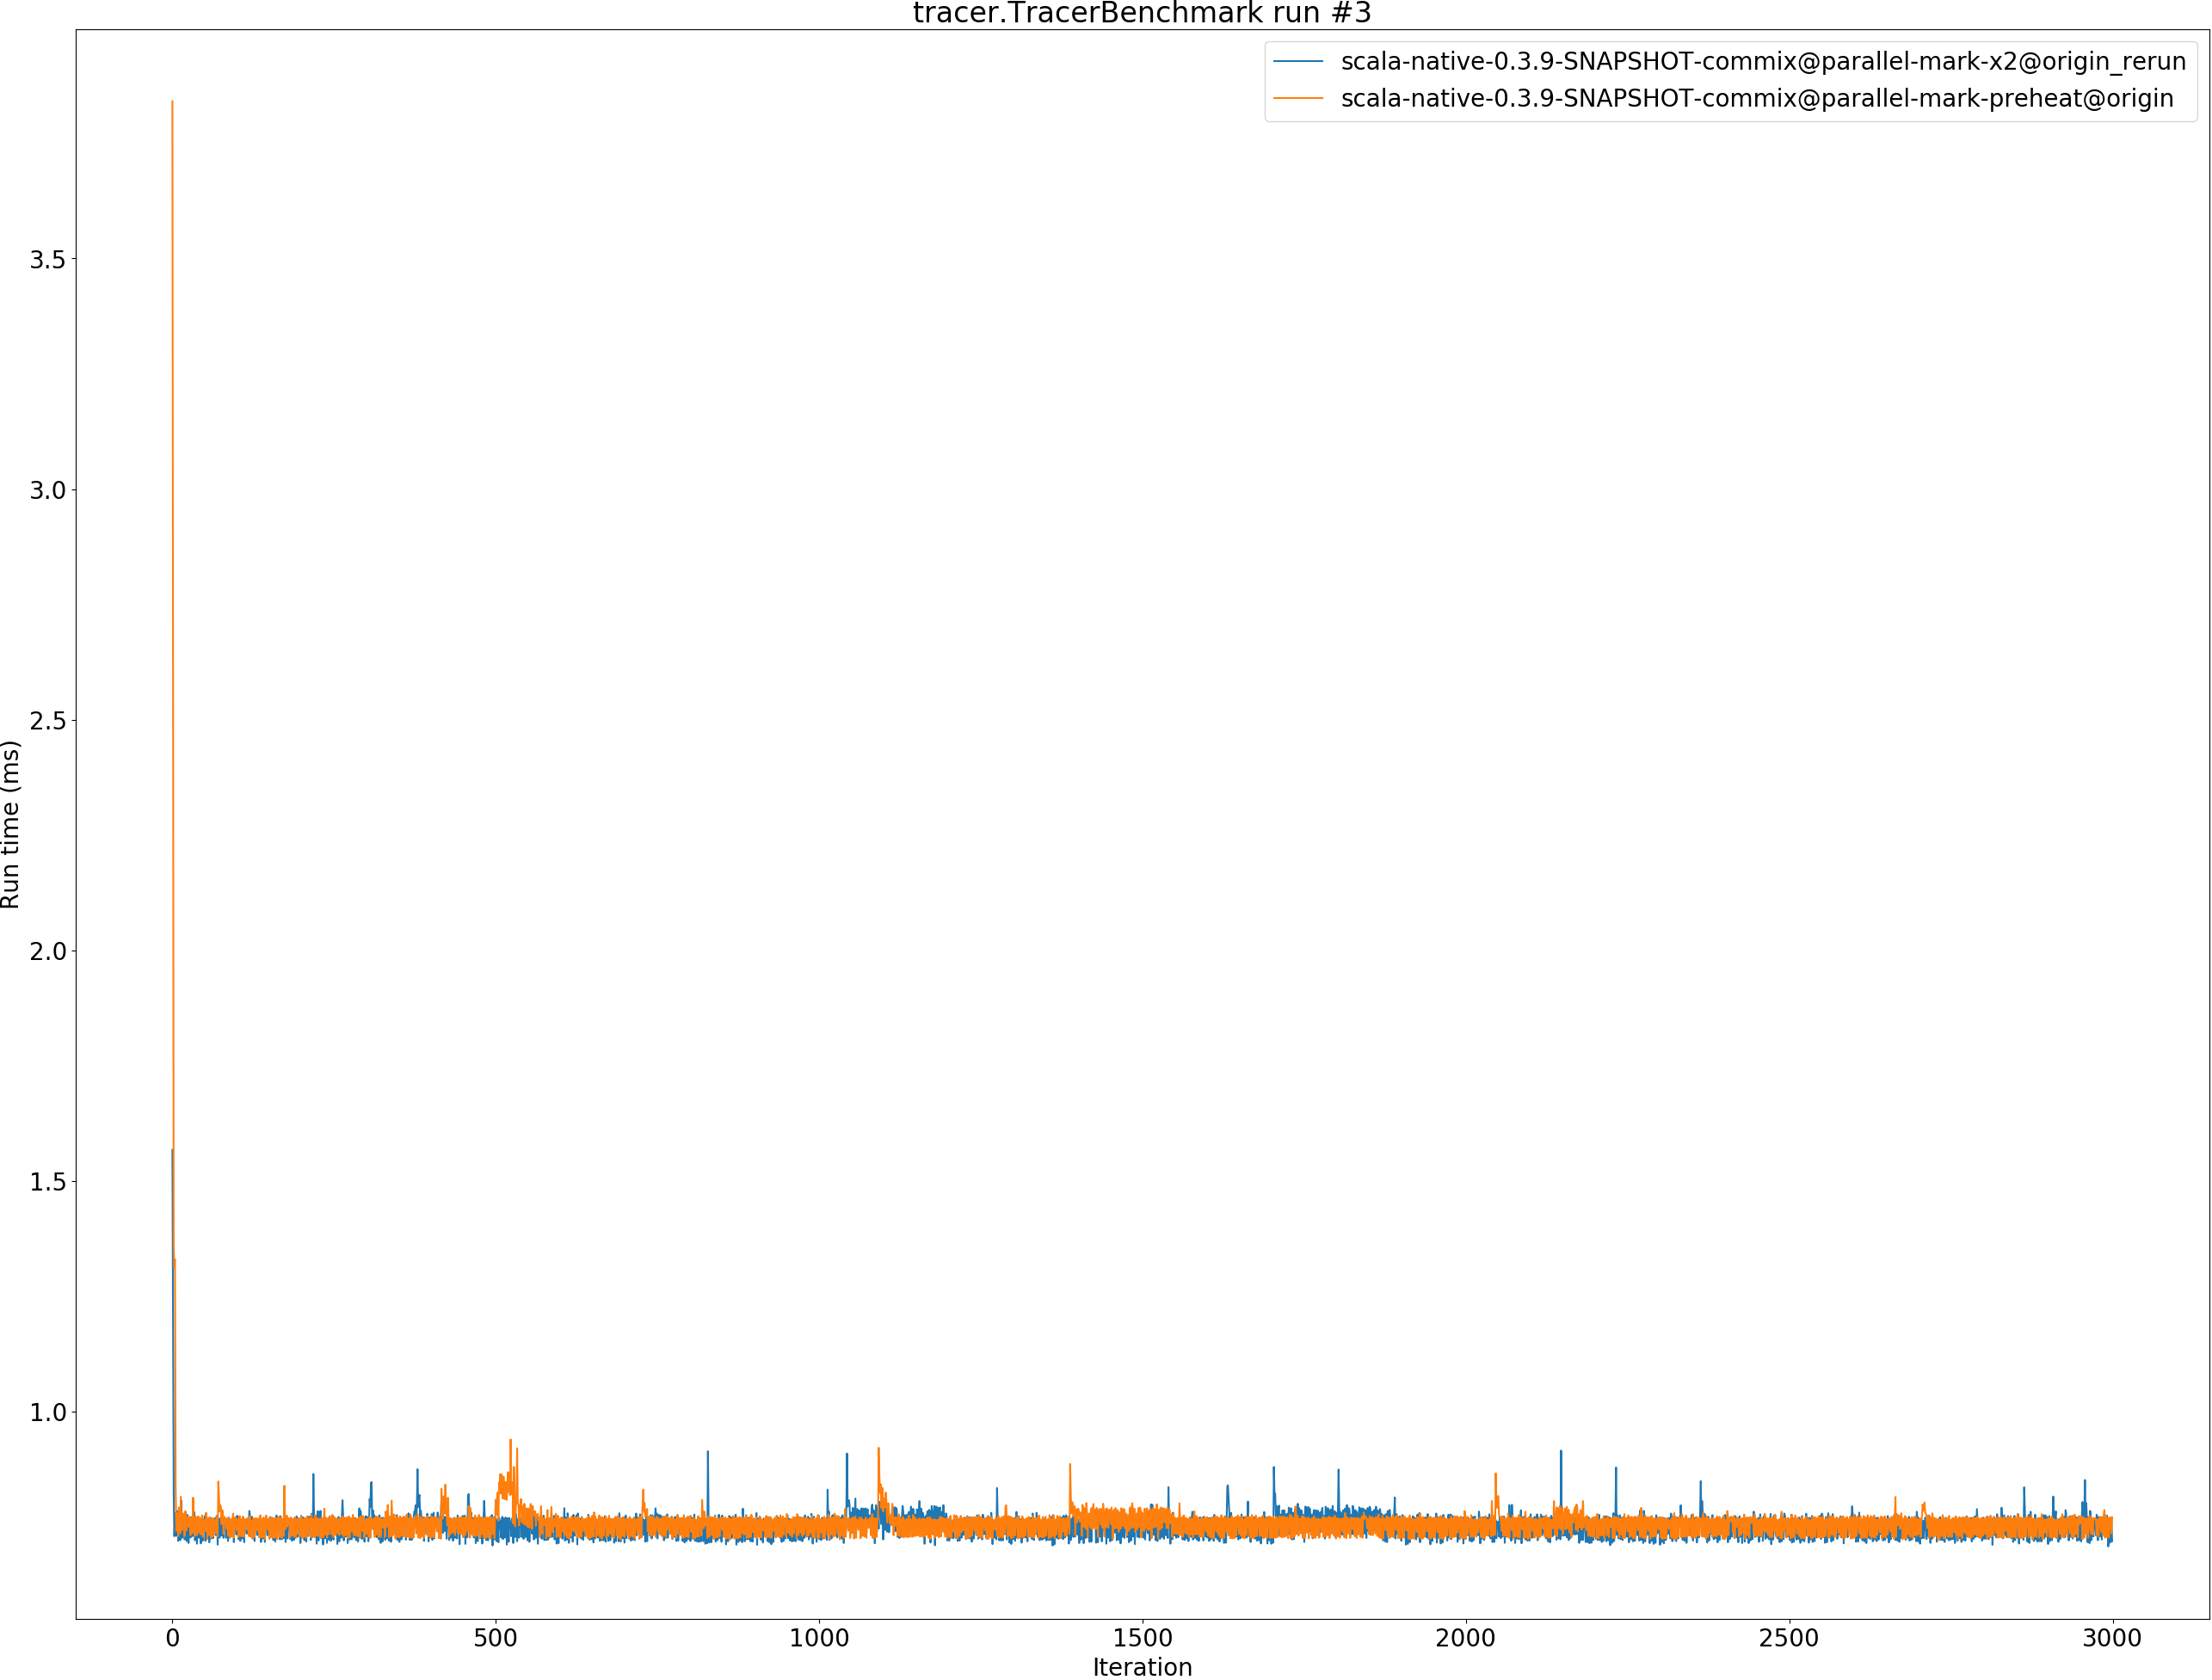 tracer.TracerBenchmark run #3
scala-native-0.3.9-SNAPSHOT-commix@parallel-mark-x2@origin_rerun
scala-native-0.3.9-SNAPSHOT-commix@parallel-mark-preheat@origin
Run time (ms)
3.5
3.0
2.5
2.0
1.5
1.0
0 500 1000 1500 2000 2500 3000
Iteration